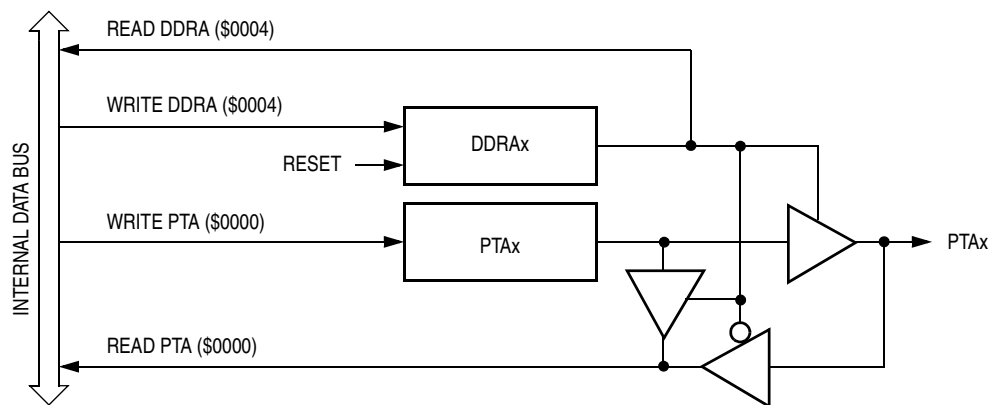 READ DDRA ($0004)
WRITE DDRA ($0004)
DDRAx
RESET
INTERNAL DATA BUS
WRITE PTA ($0000)
PTAx
PTAx
READ PTA ($0000)